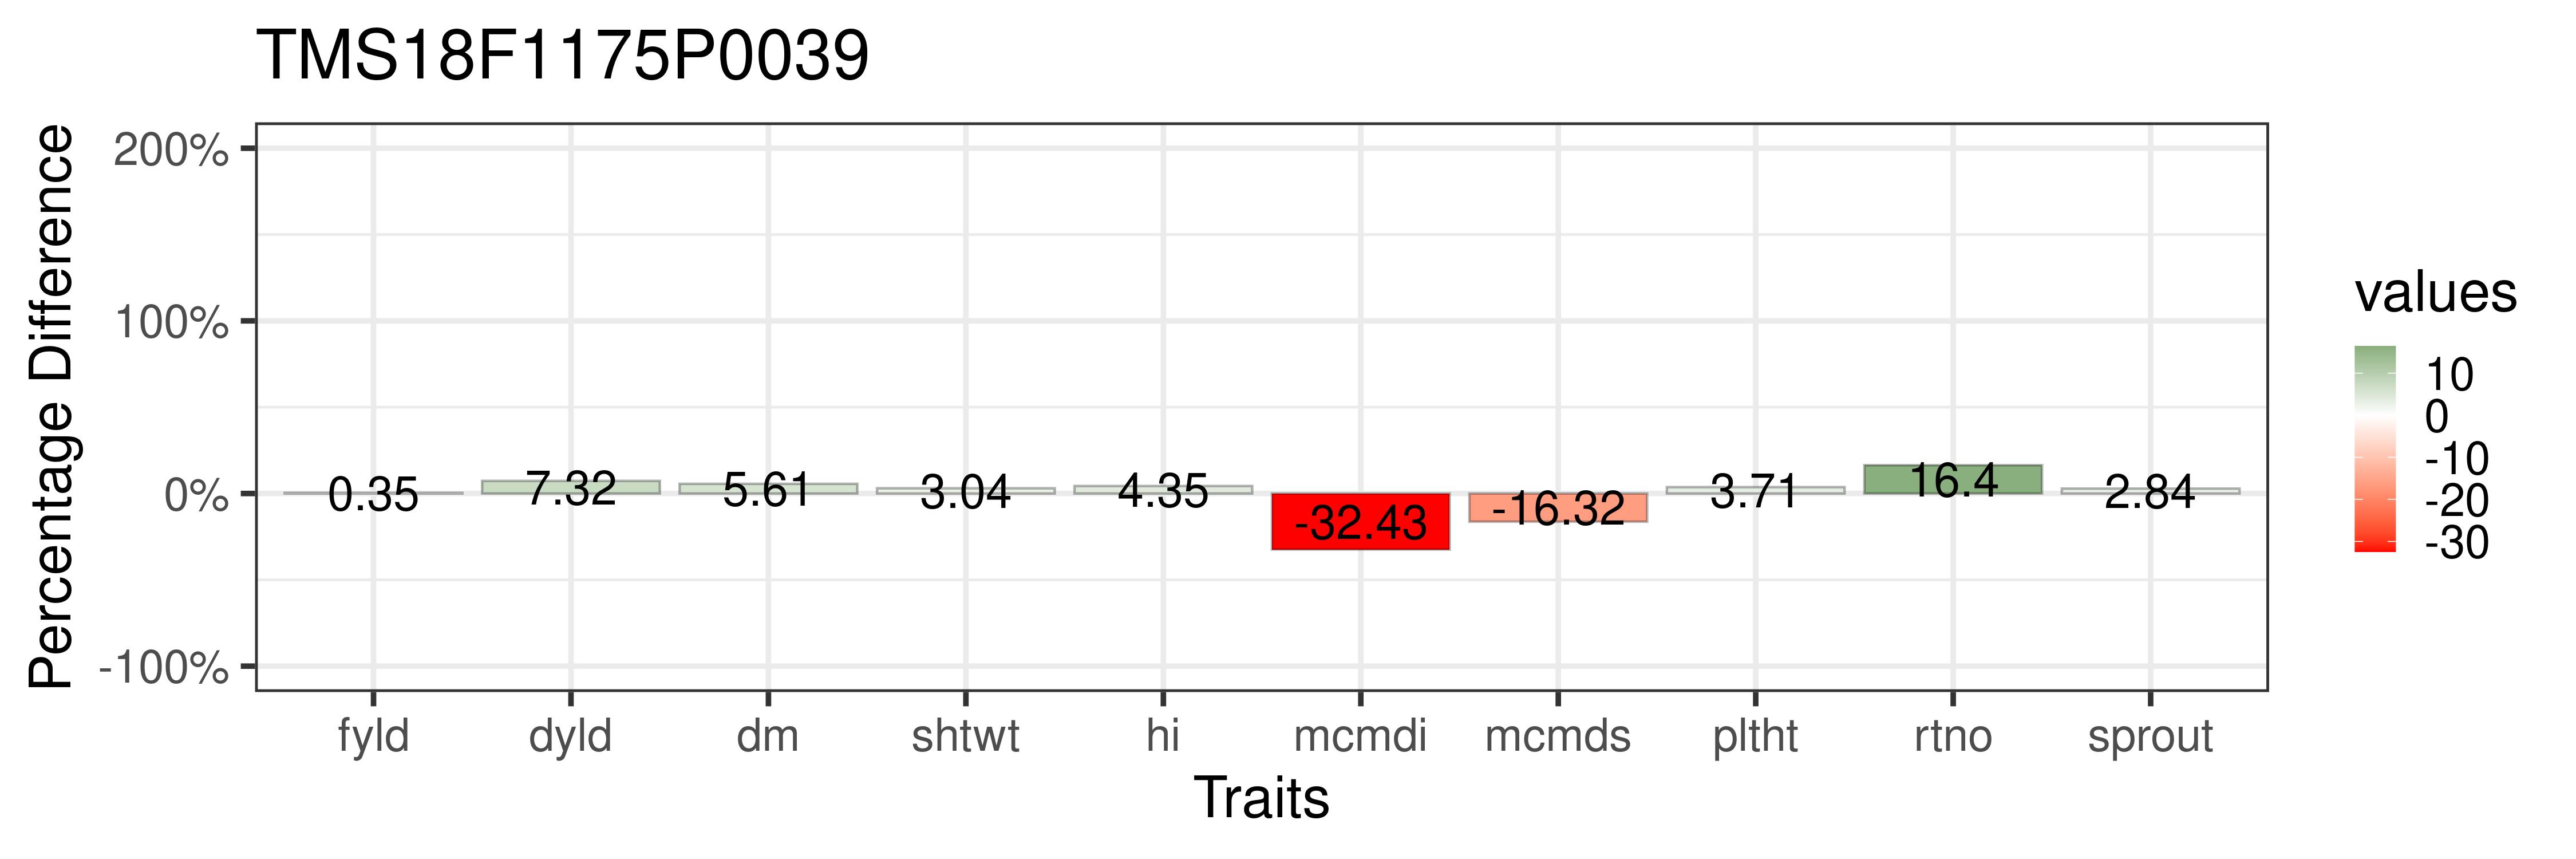 TMS18F1175P0039
Percentage Difference
200%
100%
0%
-100%
0.35
7.32
5.61
3.04
4.35
-32.43
-16.32
3.71
16.4
2.84
fyld
dyld
dm
shtwt
hi
mcmdi
mcmds
pltht
rtno
sprout
Traits
values
10
0
-10
-20
-30